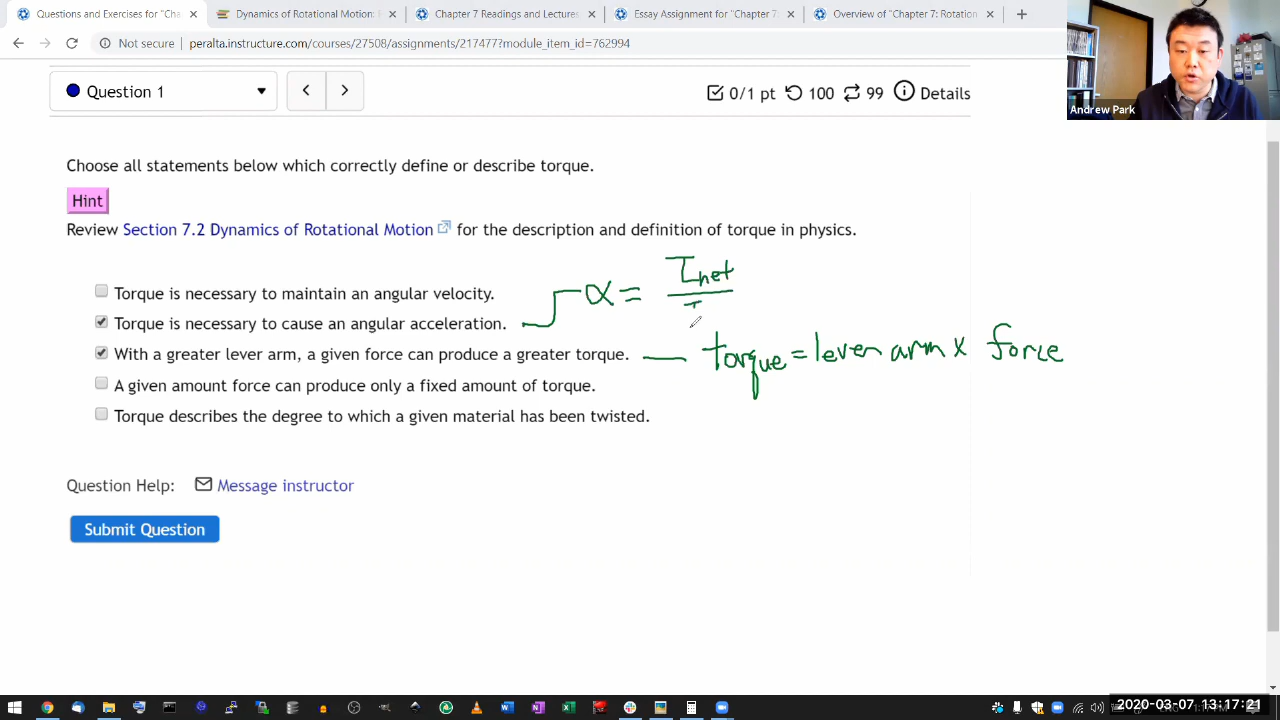 Questions and Exercises for "Cha
Dynamics of Rotational Motion
Chapter 7 Readings and Lectures
Essay Assignment for "Chapter 7:
Overview of "Chapter 7: Rotation
Not secure
peralta.instructure.com/courses/27
module_item_id=762994
Question 1
0/1 pt 100 99 Details
Andrew Park
Choose all statements below which correctly define or describe torque.
Hint
Review Section 7.2 Dynamics of Rotational Motion for the description and definition of torque in physics.
Torque is necessary to maintain an angular velocity.
Torque is necessary to cause an angular acceleration.
α = τnet / I
With a greater lever arm, a given force can produce a greater torque.
torque = lever arm x force
A given amount force can produce only a fixed amount of torque.
Torque describes the degree to which a given material has been twisted.
Question Help: Message instructor
Submit Question
2020-03-07 13:17:21